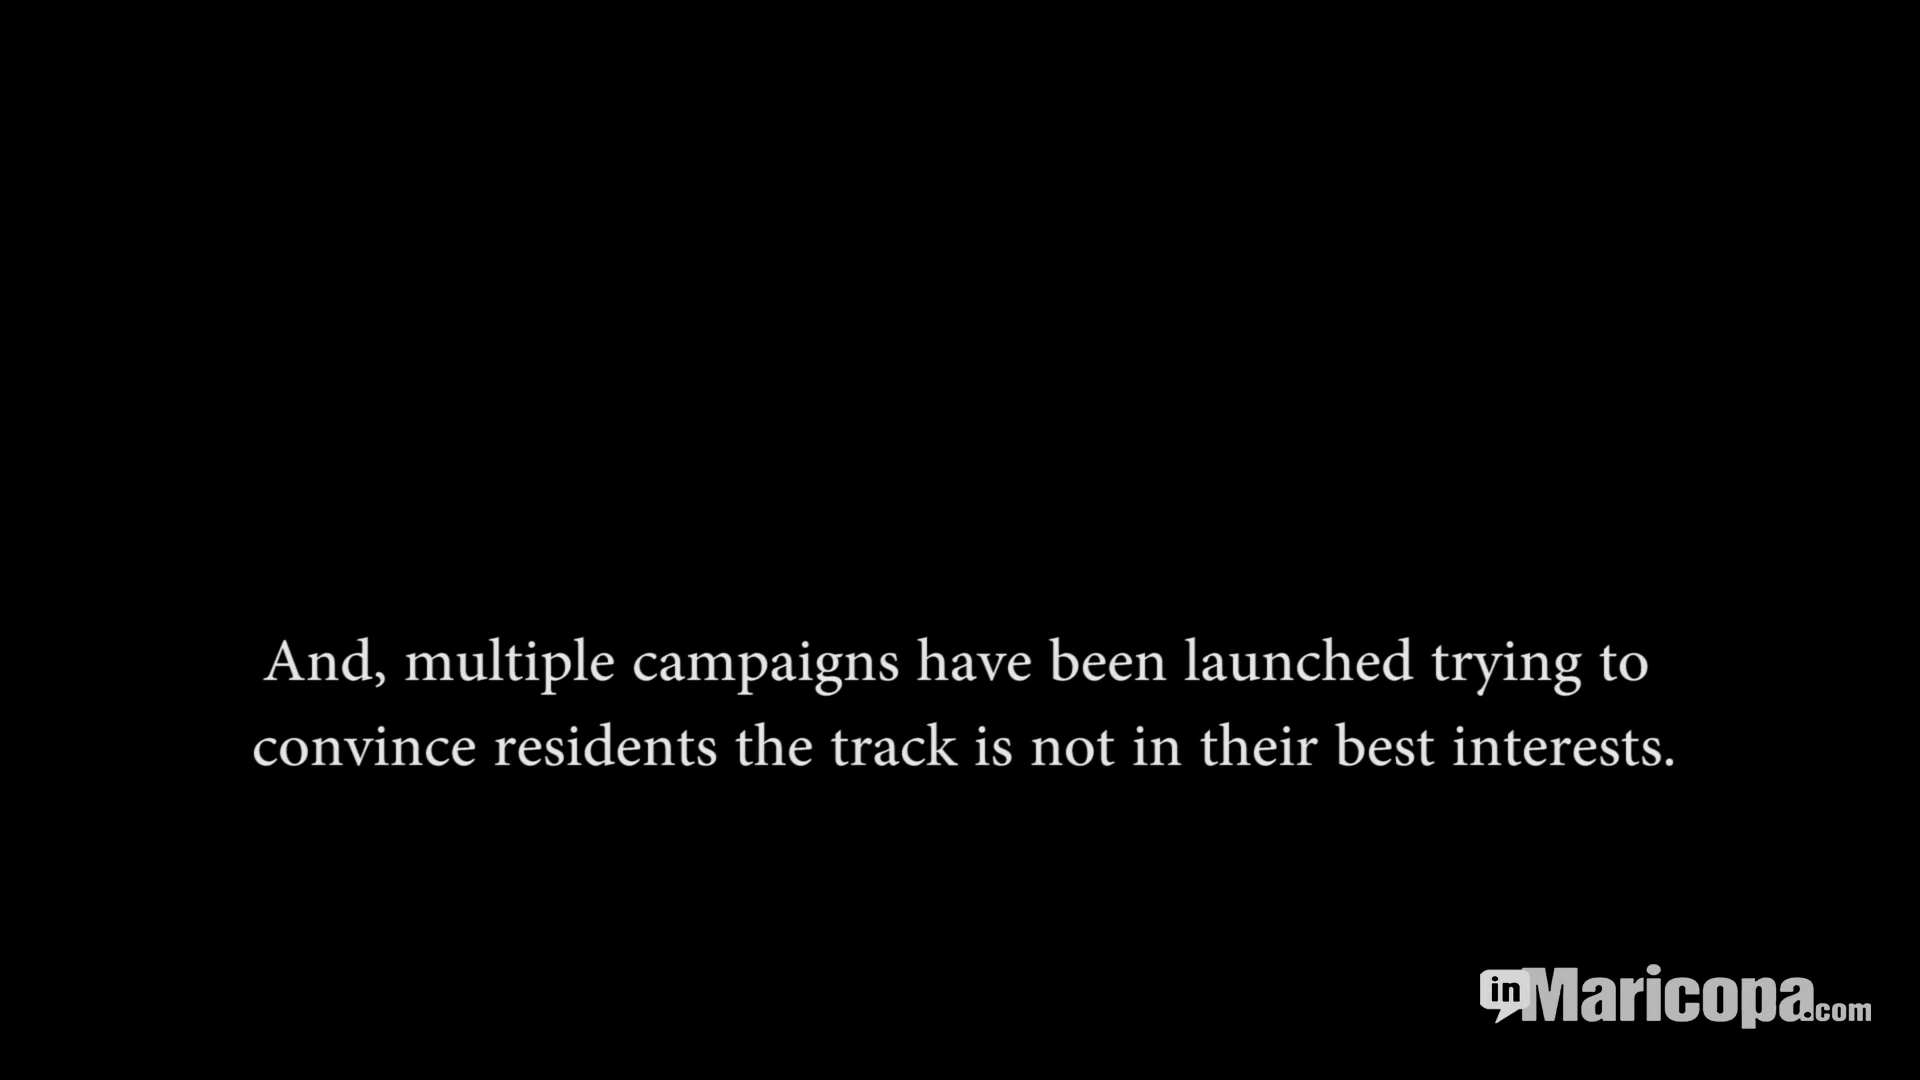 And, multiple campaigns have been launched trying to
convince residents the track is not in their best interests.
inMaricopa.com